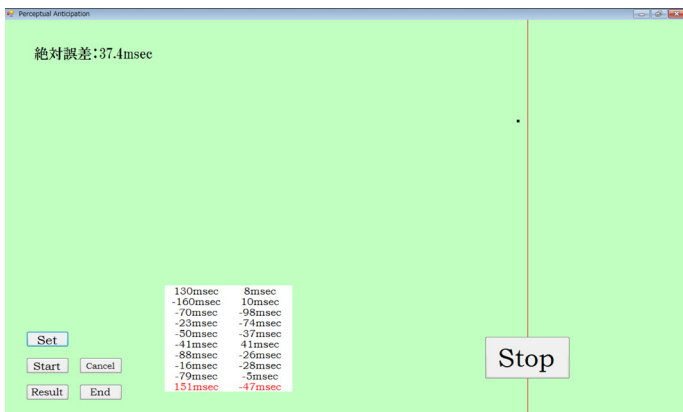 Perceptual Anticipation
絶対誤差:37.4msec
130msec 8msec
-160msec 10msec
-70msec -98msec
-23msec -74msec
-50msec -37msec
-41msec 41msec
-88msec -26msec
-16msec -28msec
-79msec -5msec
151msec -47msec
Set
Start Cancel
Result End
Stop